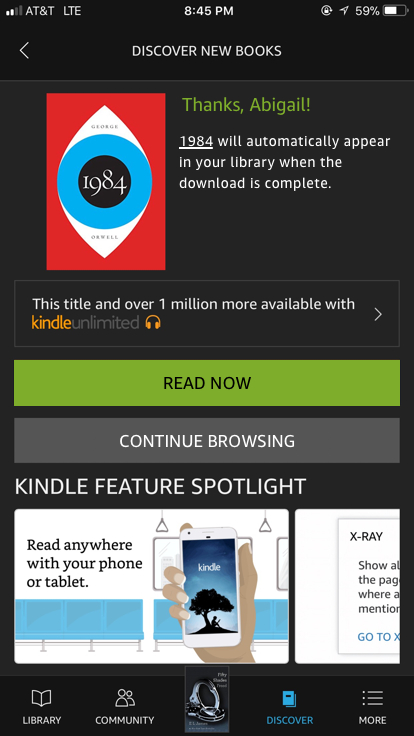 AT&T LTE 8:45 PM 59%
DISCOVER NEW BOOKS
GEORGE
1984
ORWELL
Thanks, Abigail!
1984 will automatically appear
in your library when the
download is complete.
This title and over 1 million more available with
kindleunlimited
READ NOW
CONTINUE BROWSING
KINDLE FEATURE SPOTLIGHT
Read anywhere
with your phone
or tablet.
kindle
X-RAY
Show al
the pag
where a
mention
GO TO X
Fifty
Shades
Freed
LIBRARY
COMMUNITY
DISCOVER
MORE